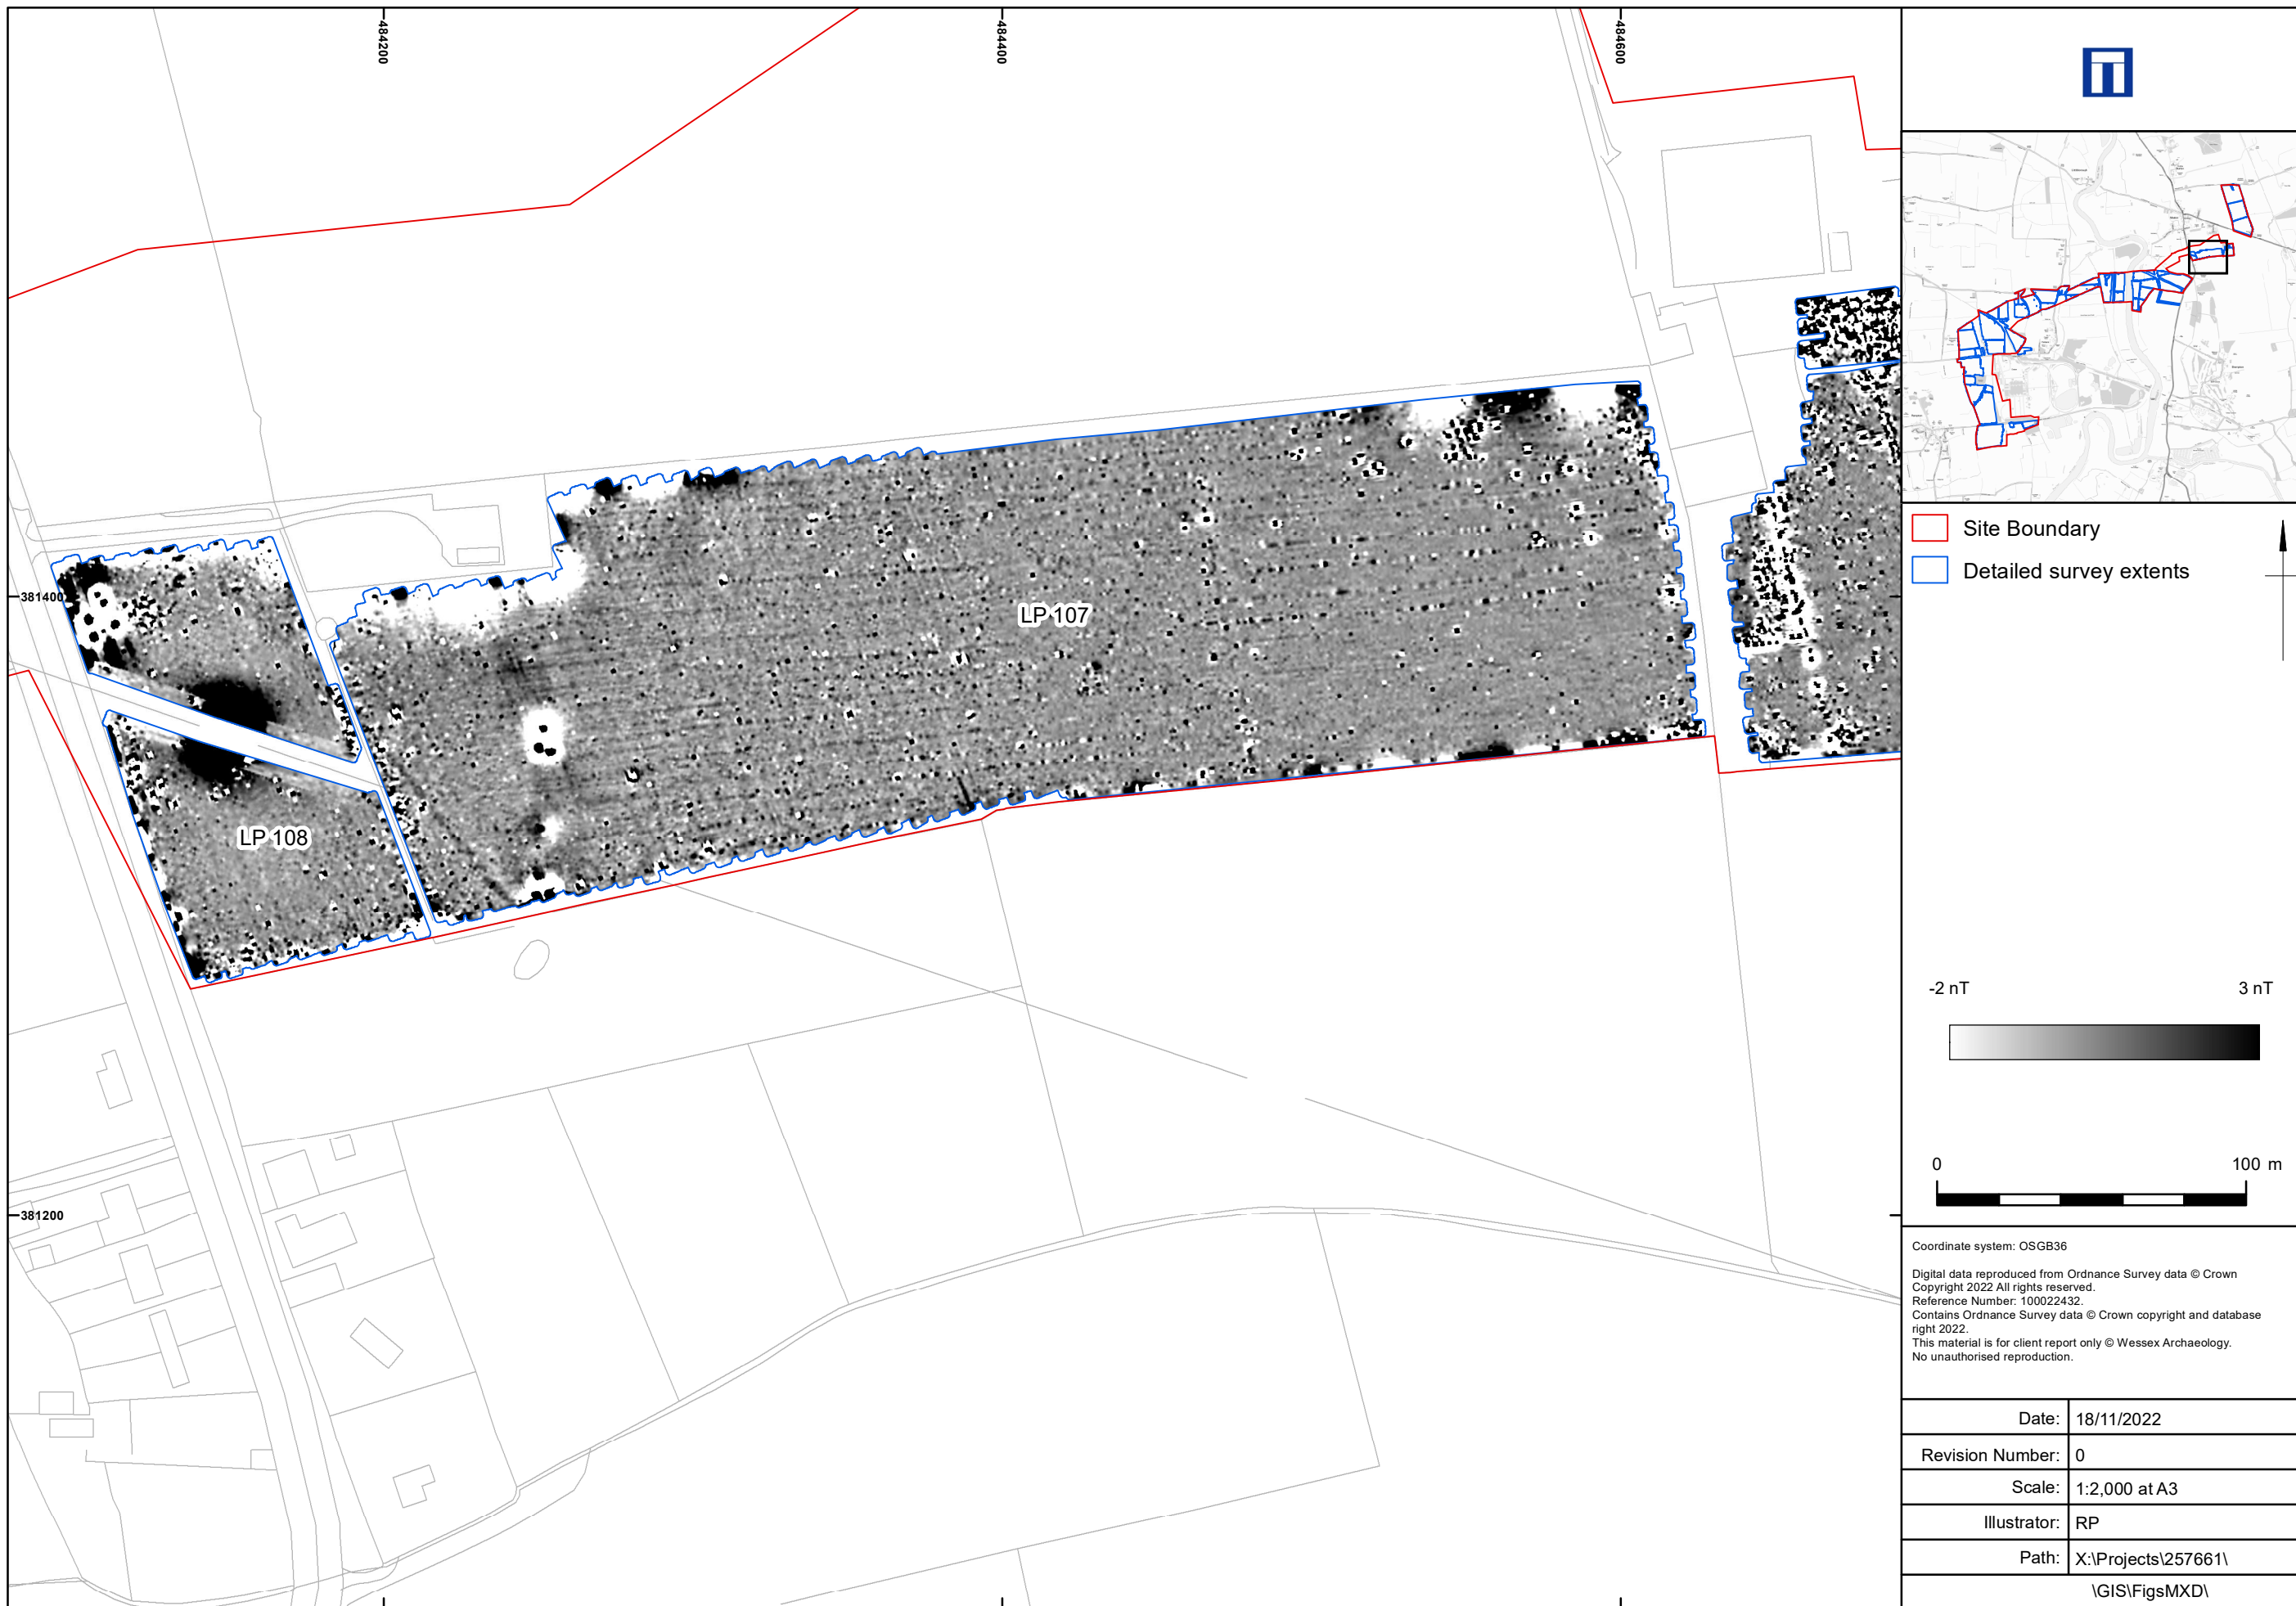 484200
484400
484600
381400
381200
LP 107
LP 108
Site Boundary
Detailed survey extents
-2 nT 3 nT
0 100 m
Coordinate system: OSGB36
Digital data reproduced from Ordnance Survey data © Crown
Copyright 2022 All rights reserved.
Reference Number: 100022432.
Contains Ordnance Survey data © Crown copyright and database
right 2022.
This material is for client report only © Wessex Archaeology.
No unauthorised reproduction.
Date: 18/11/2022
Revision Number: 0
Scale: 1:2,000 at A3
Illustrator: RP
Path: X:\Projects\257661\
\GIS\FigsMXD\